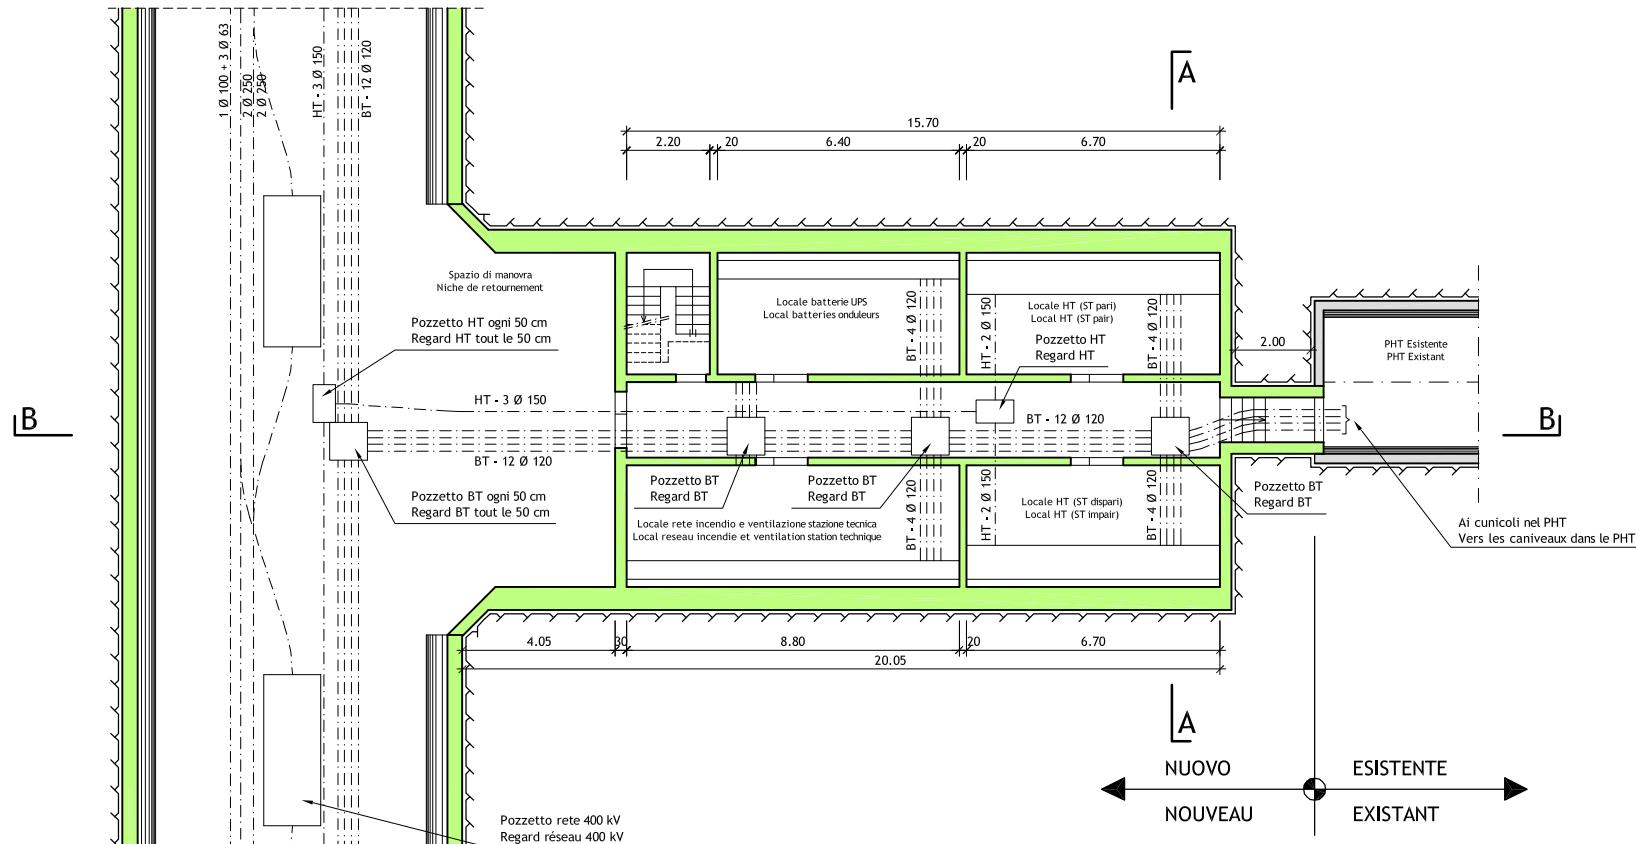 1 Ø 100 + 3 Ø 63
2 Ø 250
2 Ø 250
HT - 3 Ø 150
BT - 12 Ø 120
A
15.70
2.20
20
6.40
20
6.70
Spazio di manovra
Niche de retournement
Pozzetto HT ogni 50 cm
Regard HT tout le 50 cm
Locale batterie UPS
Local batteries onduleurs
BT - 4 Ø 120
HT - 2 Ø 150
Locale HT (ST pari)
Local HT (ST pair)
Pozzetto HT
Regard HT
BT - 4 Ø 120
2.00
PHT Esistente
PHT Existant
B
HT - 3 Ø 150
BT - 12 Ø 120
B
BT - 12 Ø 120
Pozzetto BT ogni 50 cm
Regard BT tout le 50 cm
Pozzetto BT
Regard BT
Pozzetto BT
Regard BT
Locale rete incendio e ventilazione stazione tecnica
Local reseau incendie et ventilation station technique
BT - 4 Ø 120
HT - 2 Ø 150
Locale HT (ST dispari)
Local HT (ST impair)
BT - 4 Ø 120
Pozzetto BT
Regard BT
Ai cunicoli nel PHT
Vers les caniveaux dans le PHT
4.05
30
8.80
20
6.70
20.05
A
NUOVO
ESISTENTE
NOUVEAU
EXISTANT
Pozzetto rete 400 kV
Regard réseau 400 kV